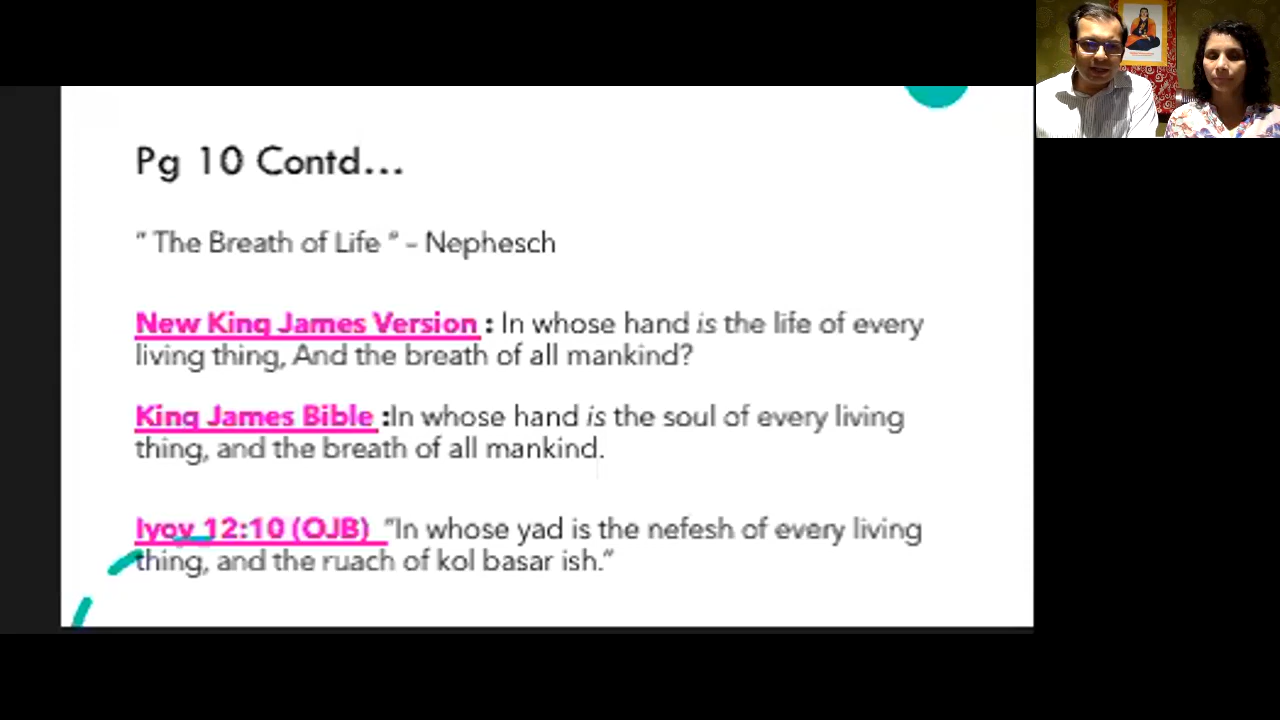 Pg 10 Contd...
“ The Breath of Life “ – Nephesch
New King James Version : In whose hand is the life of every
living thing, And the breath of all mankind?
King James Bible :In whose hand is the soul of every living
thing, and the breath of all mankind.
Iyov 12:10 (OJB) “In whose yad is the nefesh of every living
thing, and the ruach of kol basar ish.”